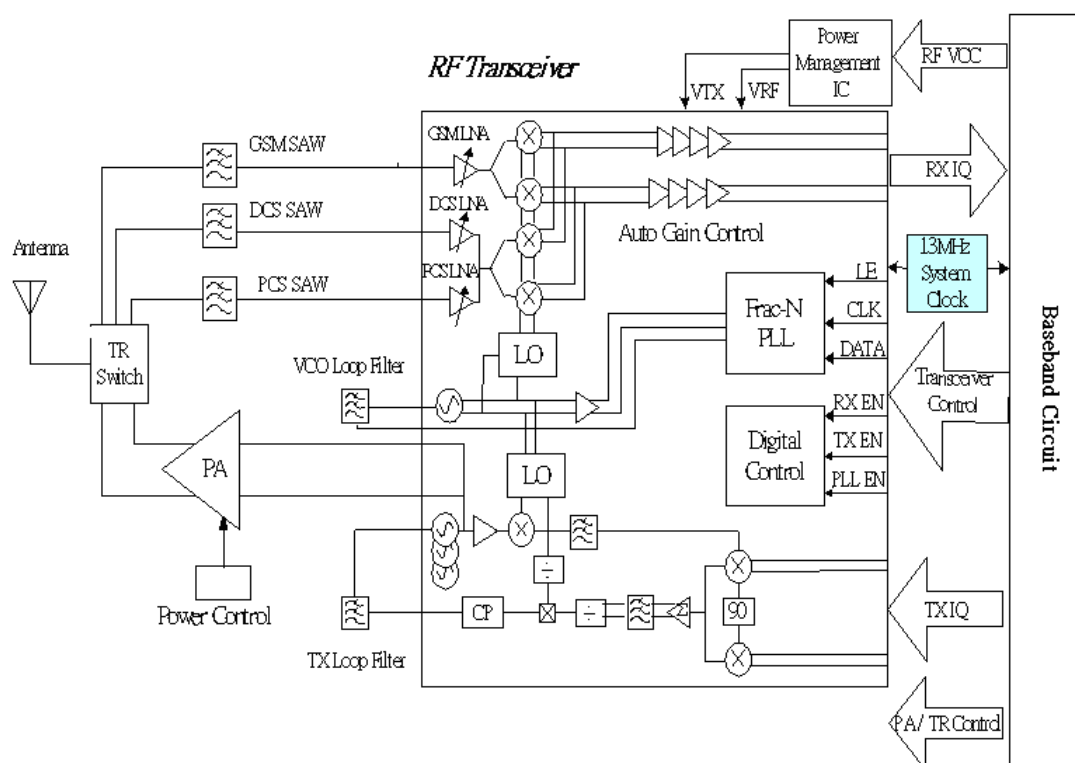 Power
Management
IC
RF VCC
RF Transceiver
VTX
VRF
GSM SAW
GSM LNA
RX IQ
DCS SAW
DCS LNA
Auto Gain Control
Antenna
PCS SAW
PCS LNA
13MHz
System
Clock
LE
Frac-N
PLL
CLK
DATA
TR
Switch
LO
VCO Loop Filter
Transceiver
Control
Baseband Circuit
RX EN
Digital
Control
TX EN
PLL EN
PA
LO
÷
Power Control
CP
÷
Σ
90
TX IQ
TX Loop Filter
PA / TR Control